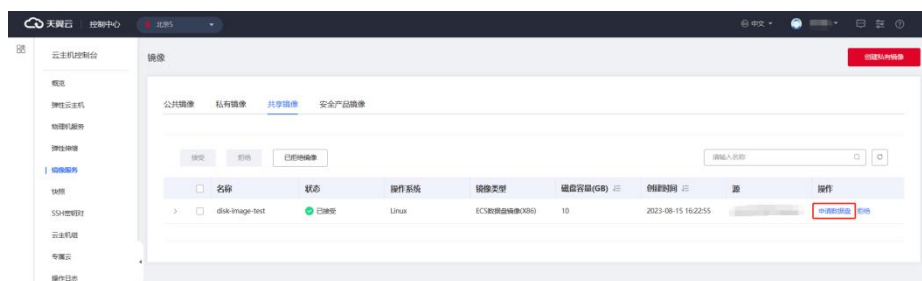 天翼云 控制中心 北京5 中文
云主机控制台
镜像
创建私有镜像
概览
弹性云主机
物理机服务
弹性伸缩
镜像服务
快照
SSH密钥对
云主机组
专属云
操作日志
公共镜像 私有镜像 共享镜像 安全产品镜像
接受 拒绝 已拒绝镜像 请输入名称
名称 状态 操作系统 镜像类型 磁盘容量(GB) 创建时间 源 操作
disk-image-test 已接受 Linux ECS数据盘镜像(X86) 10 2023-08-15 16:22:55 申请数据盘 拒绝